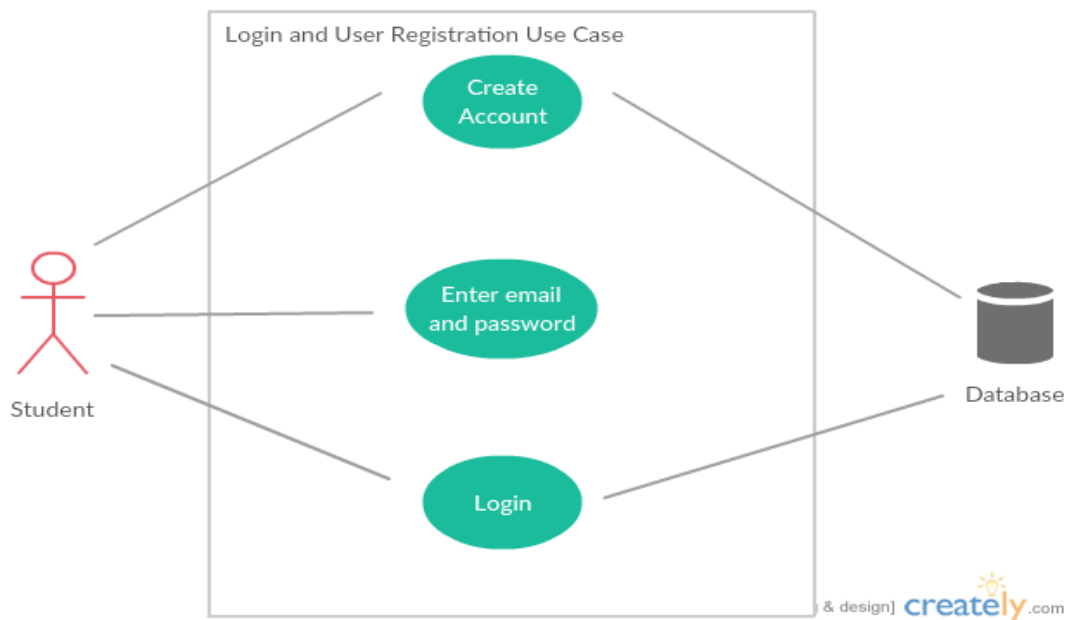 Login and User Registration Use Case
Create
Account
Enter email
and password
Student
Database
Login
& design] creately.com